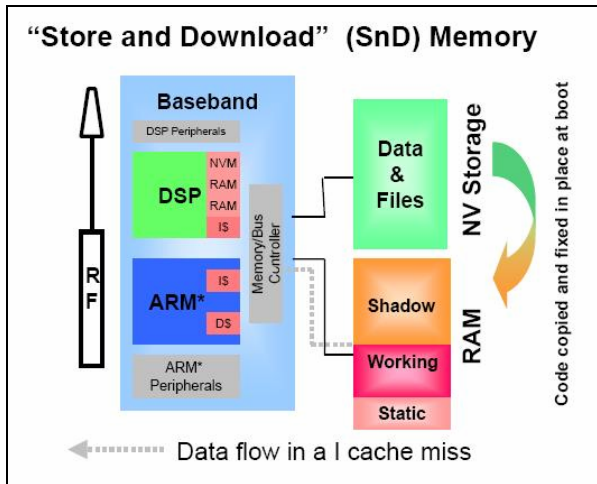 “Store and Download” (SnD) Memory
Baseband
DSP Peripherals
DSP
NVM
RAM
RAM
I$
Memory/Bus
Controller
ARM*
I$
D$
ARM*
Peripherals
RF
Data
&
Files
NV Storage
Shadow
Working
Static
RAM
Code copied and fixed in place at boot
Data flow in a I cache miss